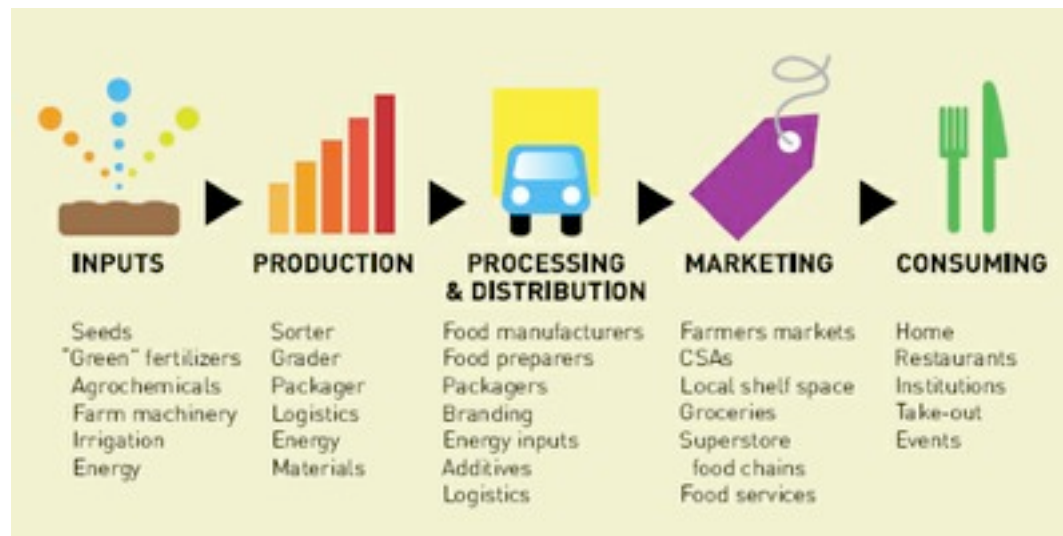 INPUTS
Seeds
"Green" fertilizers
Agrochemicals
Farm machinery
Irrigation
Energy
PRODUCTION
Sorter
Grader
Packager
Logistics
Energy
Materials
PROCESSING
& DISTRIBUTION
Food manufacturers
Food preparers
Packagers
Branding
Energy inputs
Additives
Logistics
MARKETING
Farmers markets
CSAs
Local shelf space
Groceries
Superstore
food chains
Food services
CONSUMING
Home
Restaurants
Institutions
Take-out
Events